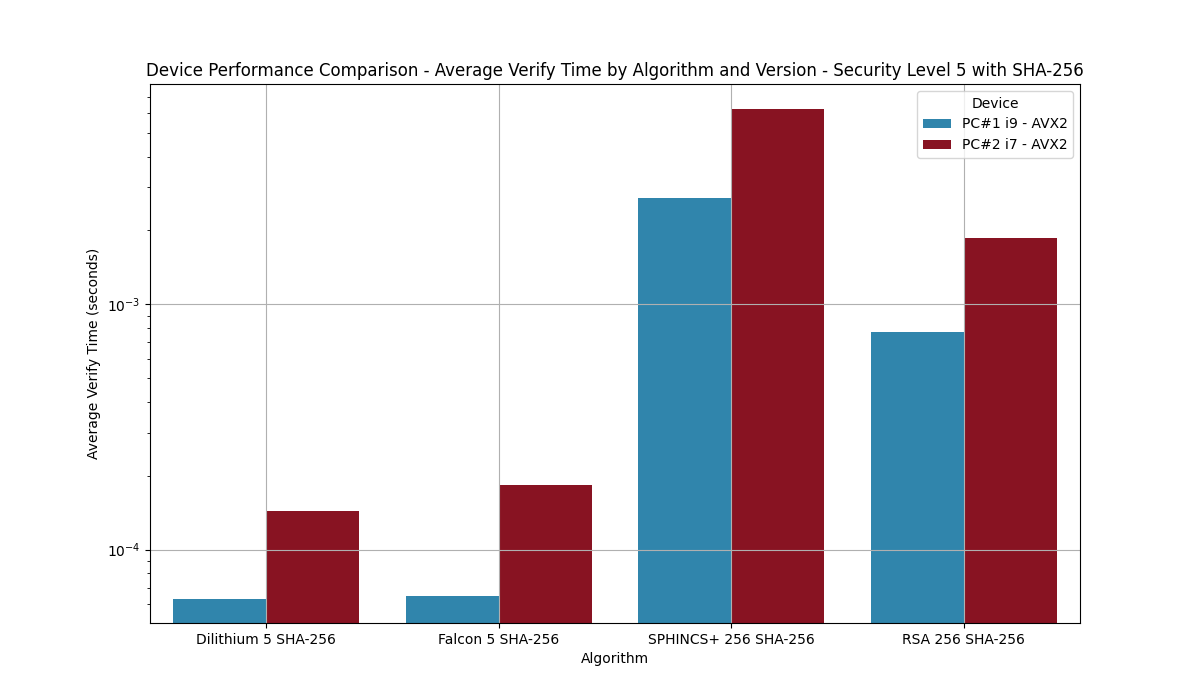 Device Performance Comparison - Average Verify Time by Algorithm and Version - Security Level 5 with SHA-256
Device
PC#1 i9 - AVX2
PC#2 i7 - AVX2
Average Verify Time (seconds)
10⁻³
10⁻⁴
Dilithium 5 SHA-256
Falcon 5 SHA-256
SPHINCS+ 256 SHA-256
RSA 256 SHA-256
Algorithm